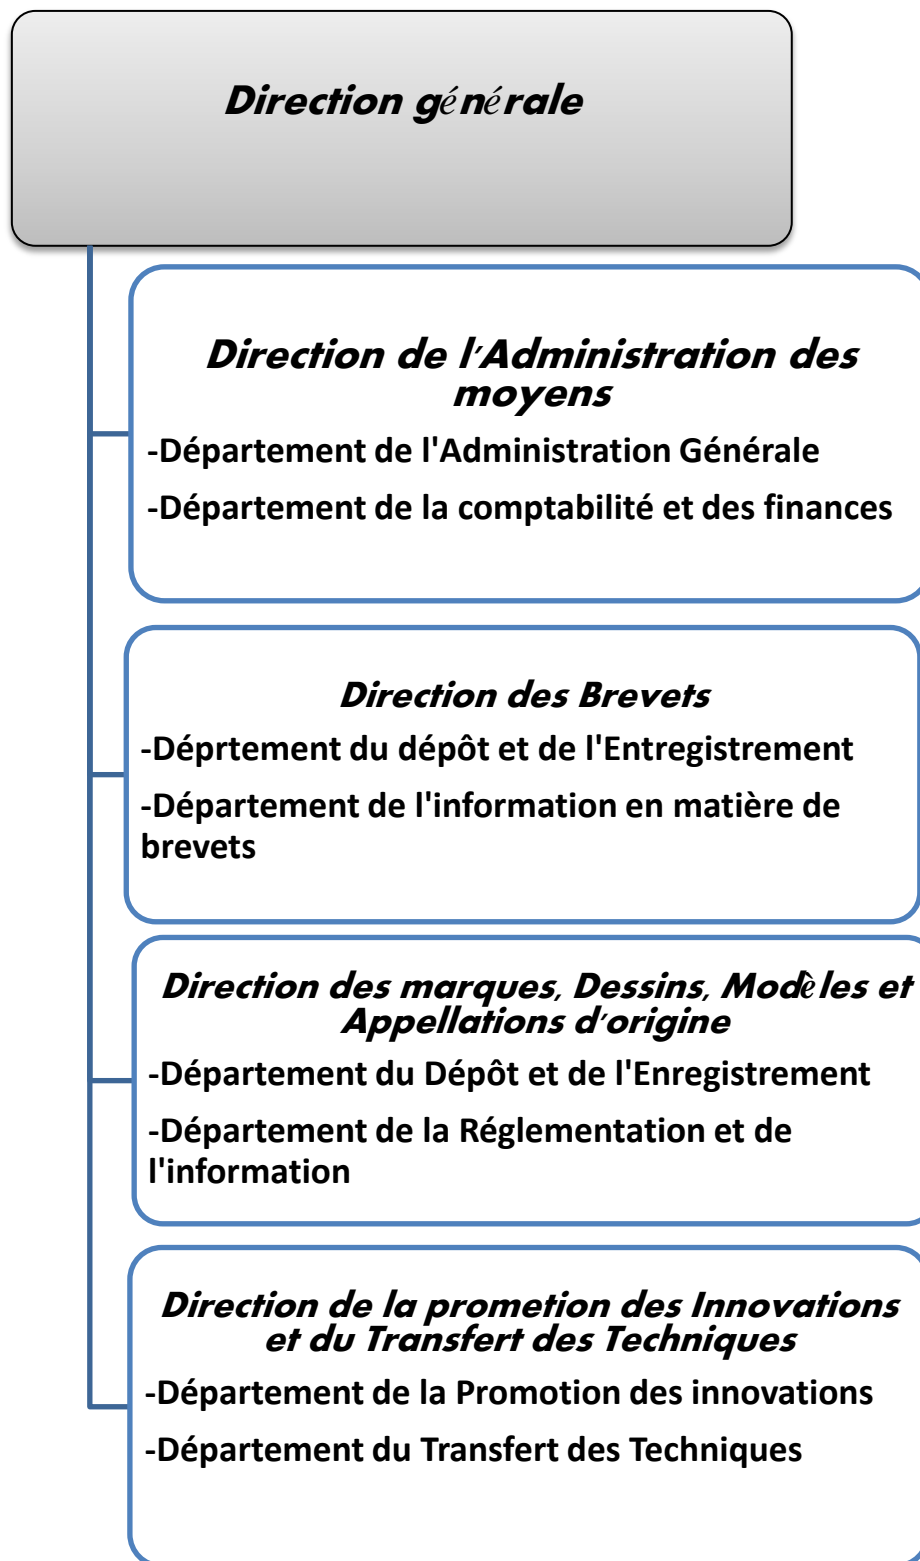 Direction générale
Direction de l'Administration des
moyens
-Département de l'Administration Générale
-Département de la comptabilité et des finances
Direction des Brevets
-Déprtement du dépôt et de l'Entregistrement
-Département de l'information en matière de
brevets
Direction des marques, Dessins, Modèles et
Appellations d'origine
-Département du Dépôt et de l'Enregistrement
-Département de la Réglementation et de
l'information
Direction de la prometion des Innovations
et du Transfert des Techniques
-Département de la Promotion des innovations
-Département du Transfert des Techniques